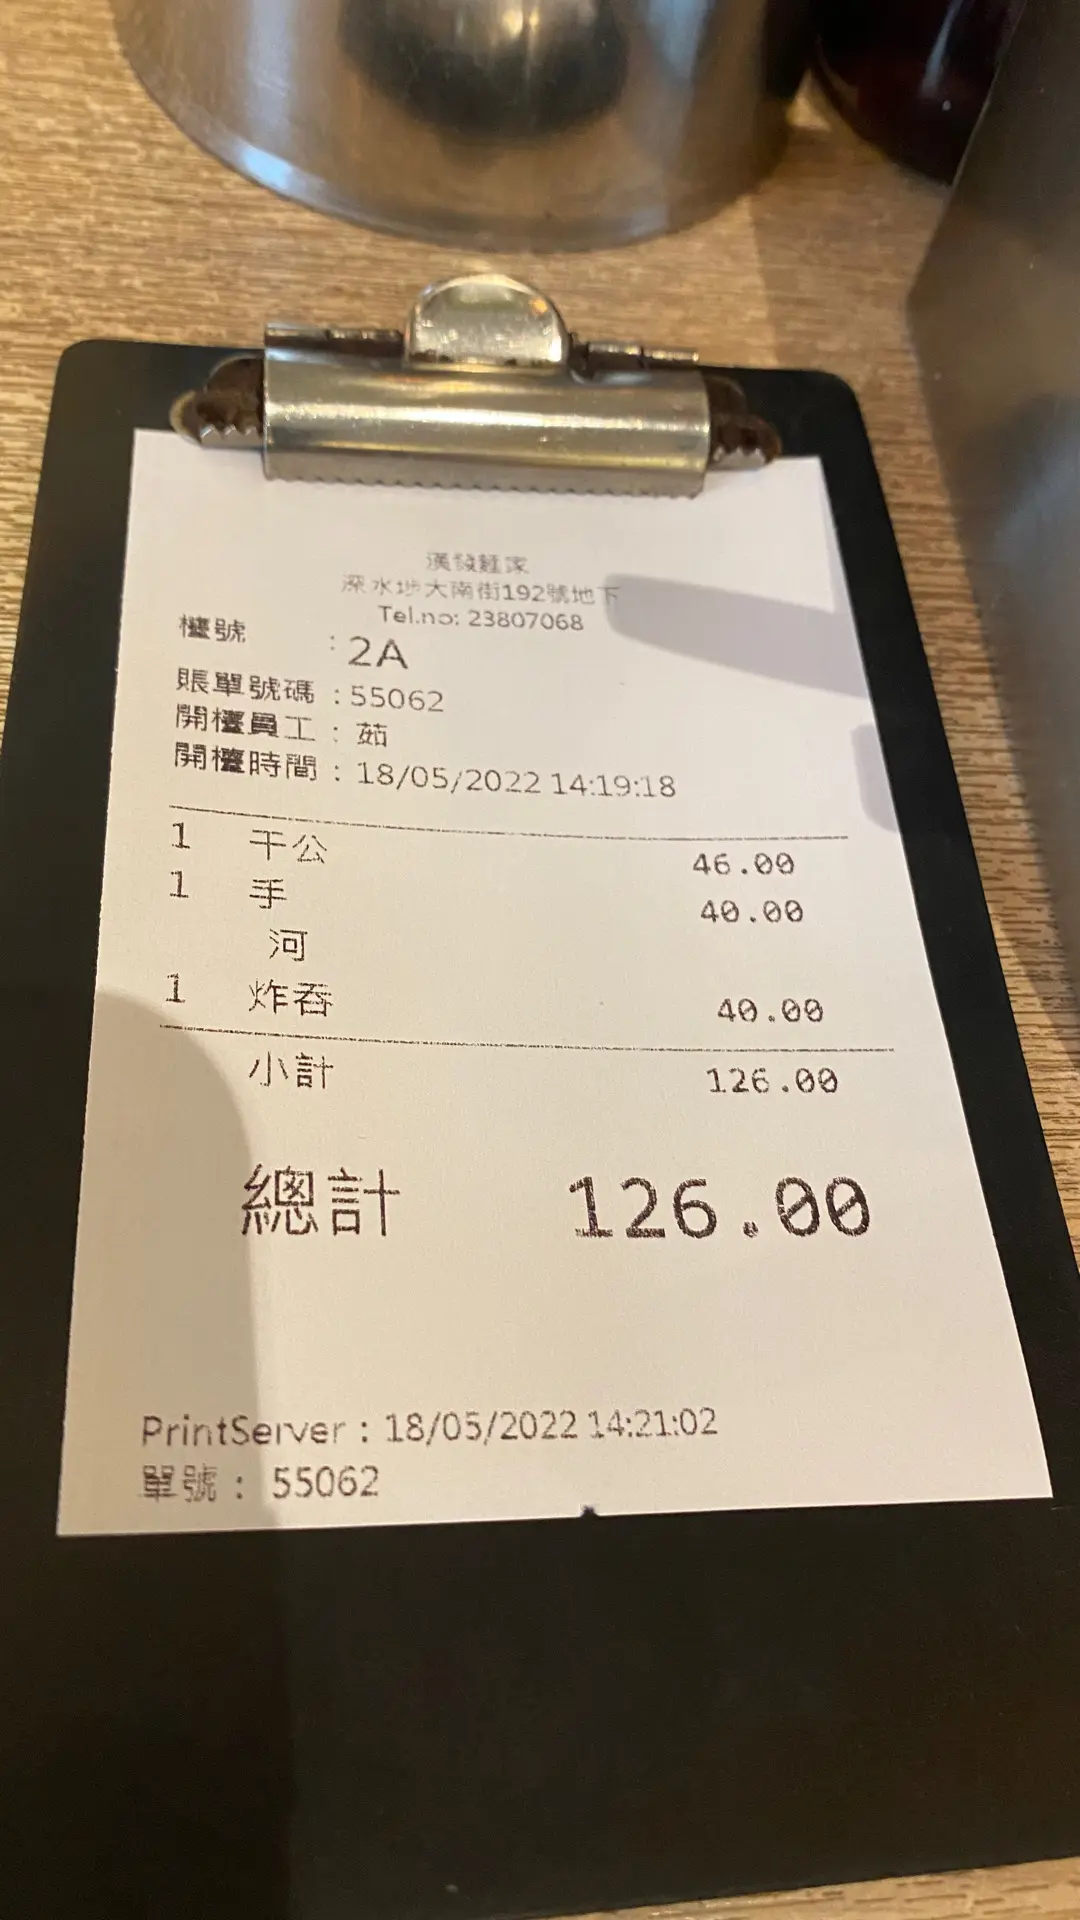 漢發麵家
深水埗大南街192號地下
Tel.no: 23807068
檯號 : 2A
賬單號碼 : 55062
開檯員工 : 茹
開檯時間 : 18/05/2022 14:19:18
1 干公 46.00
1 手 40.00
河
1 炸吞 40.00
小計 126.00
總計 126.00
PrintServer : 18/05/2022 14:21:02
單號 : 55062